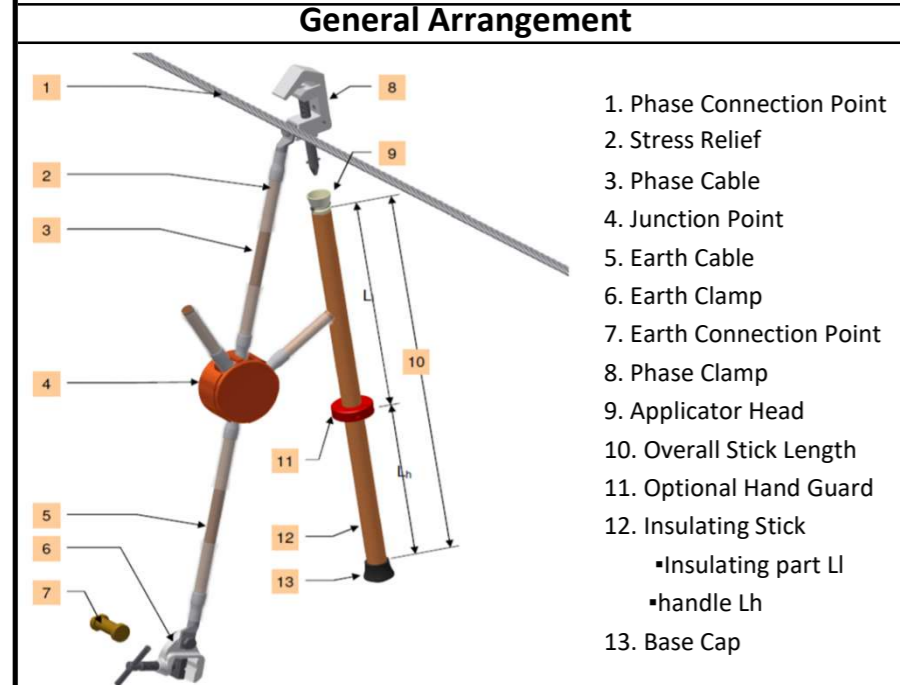 General Arrangement
1
8
9
2
3
L
10
4
11
Lh
5
12
6
13
7
1. Phase Connection Point
2. Stress Relief
3. Phase Cable
4. Junction Point
5. Earth Cable
6. Earth Clamp
7. Earth Connection Point
8. Phase Clamp
9. Applicator Head
10. Overall Stick Length
11. Optional Hand Guard
12. Insulating Stick
▪Insulating part Ll
▪handle Lh
13. Base Cap